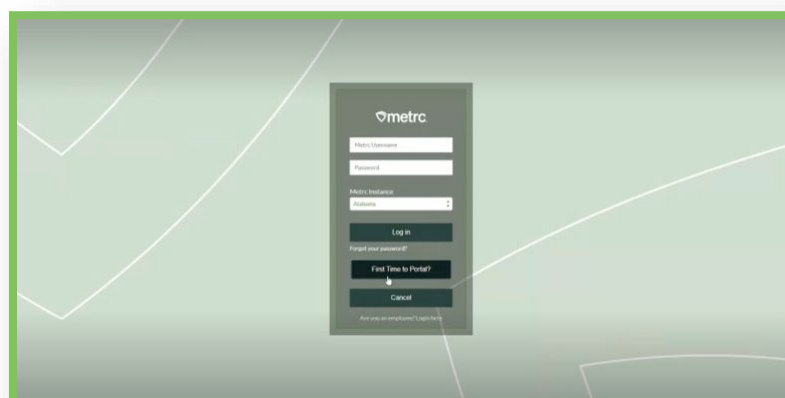 metrc
Metrc Username
Password
Metrc Instance
Alabama
Log in
Forgot your password?
First Time to Portal?
Cancel
Are you an employee? Login here